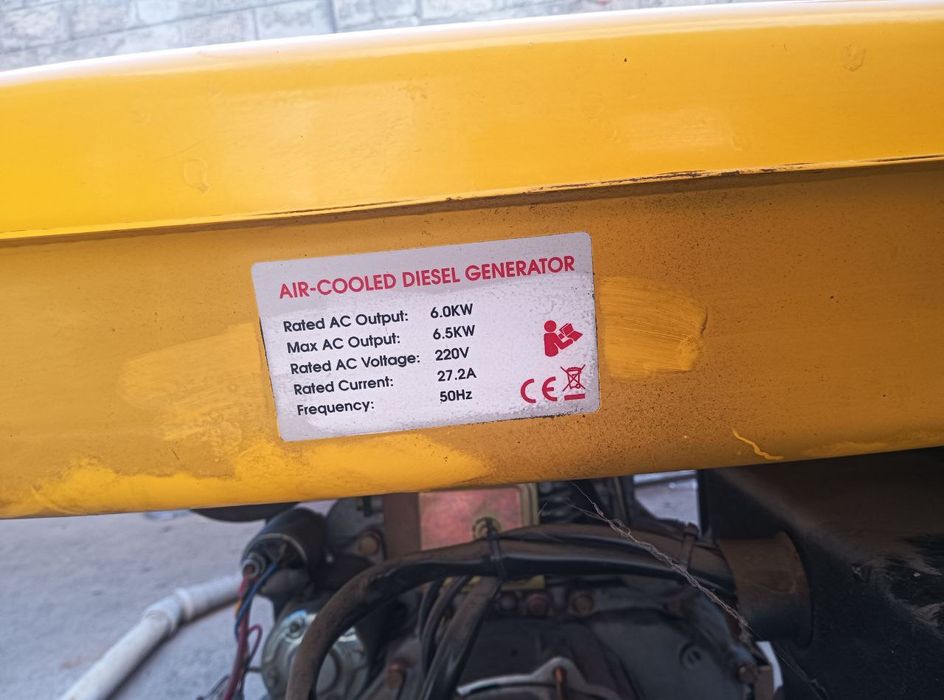 AIR-COOLED DIESEL GENERATOR
Rated AC Output: 6.0KW
Max AC Output: 6.5KW
Rated AC Voltage: 220V
Rated Current: 27.2A
Frequency: 50Hz
CE